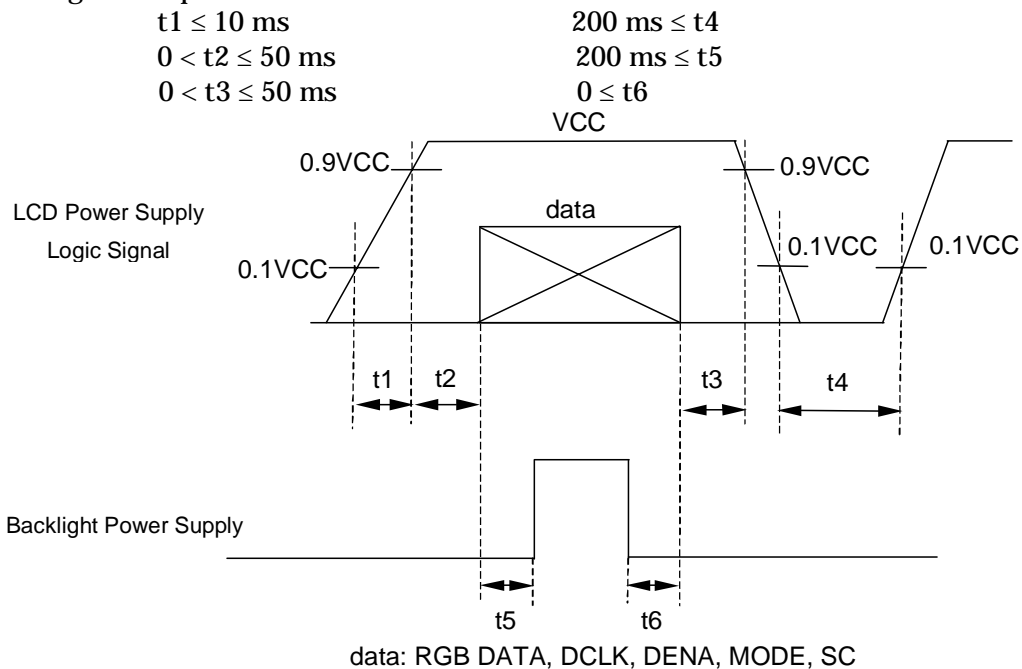 t1 ≤ 10 ms 200 ms ≤ t4
0 < t2 ≤ 50 ms 200 ms ≤ t5
0 < t3 ≤ 50 ms 0 ≤ t6
VCC
0.9VCC 0.9VCC
LCD Power Supply
Logic Signal
data
0.1VCC 0.1VCC 0.1VCC
t1 t2 t3 t4
Backlight Power Supply
t5 t6
data: RGB DATA, DCLK, DENA, MODE, SC